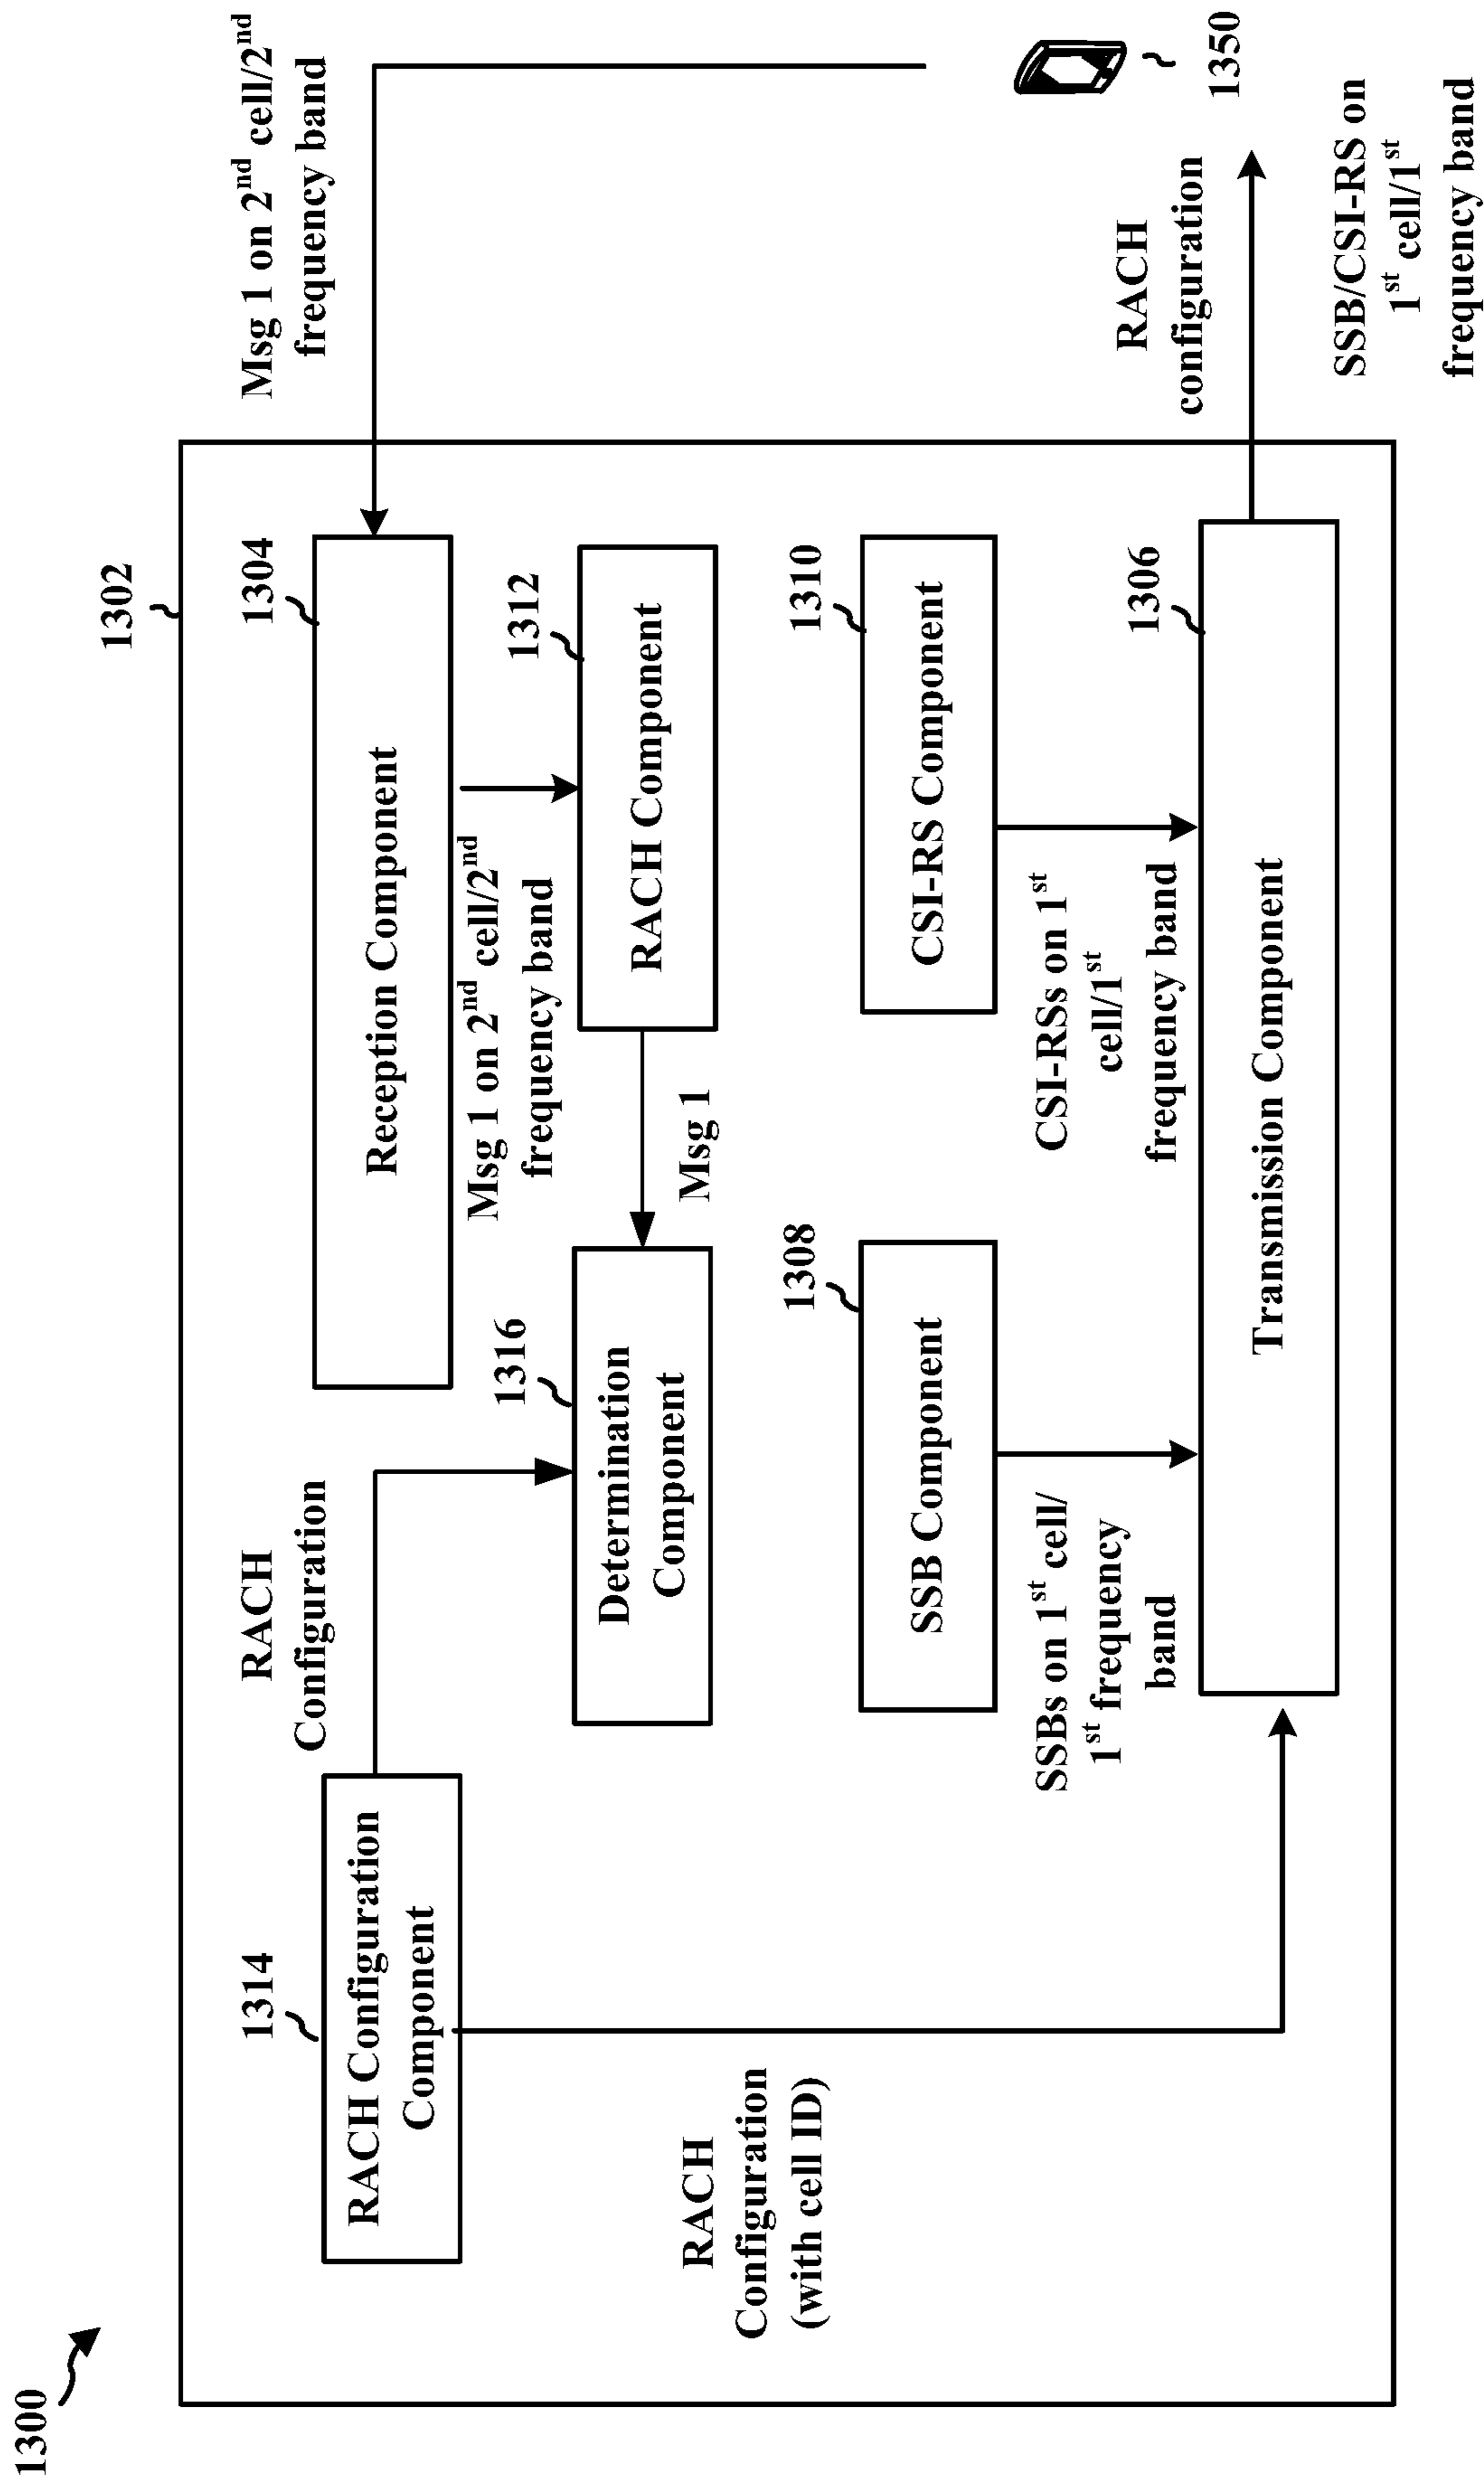 1300
1302
1314
RACH Configuration
Component
RACH
Configuration
1304
Reception Component
Msg 1 on 2nd cell/2nd
frequency band
Msg 1 on 2nd cell/2nd
frequency band
1312
RACH Component
Msg 1
1316
Determination
Component
RACH
Configuration
(with cell ID)
1308
SSB Component
SSBs on 1st cell/
1st frequency
band
1310
CSI-RS Component
CSI-RSs on 1st
cell/1st
frequency band
1306
Transmission Component
RACH
configuration
SSB/CSI-RS on
1st cell/1st
frequency band
1350